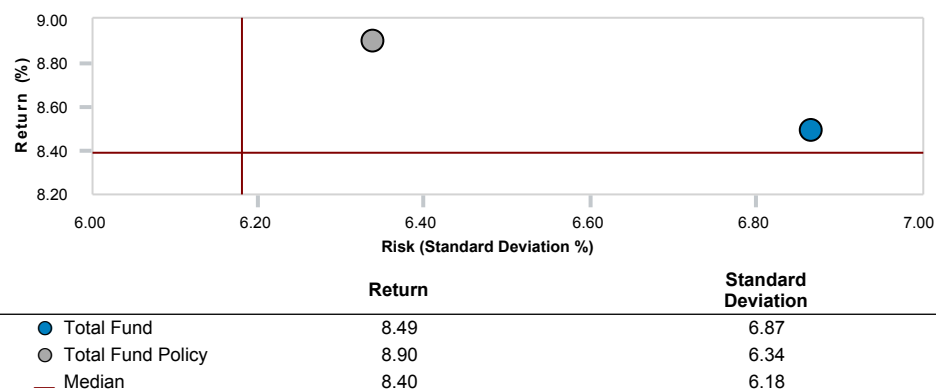 9.00
8.80
8.60
8.40
8.20
Return (%)
6.00 6.20 6.40 6.60 6.80 7.00
Risk (Standard Deviation %)
Return Standard Deviation
Total Fund 8.49 6.87
Total Fund Policy 8.90 6.34
Median 8.40 6.18